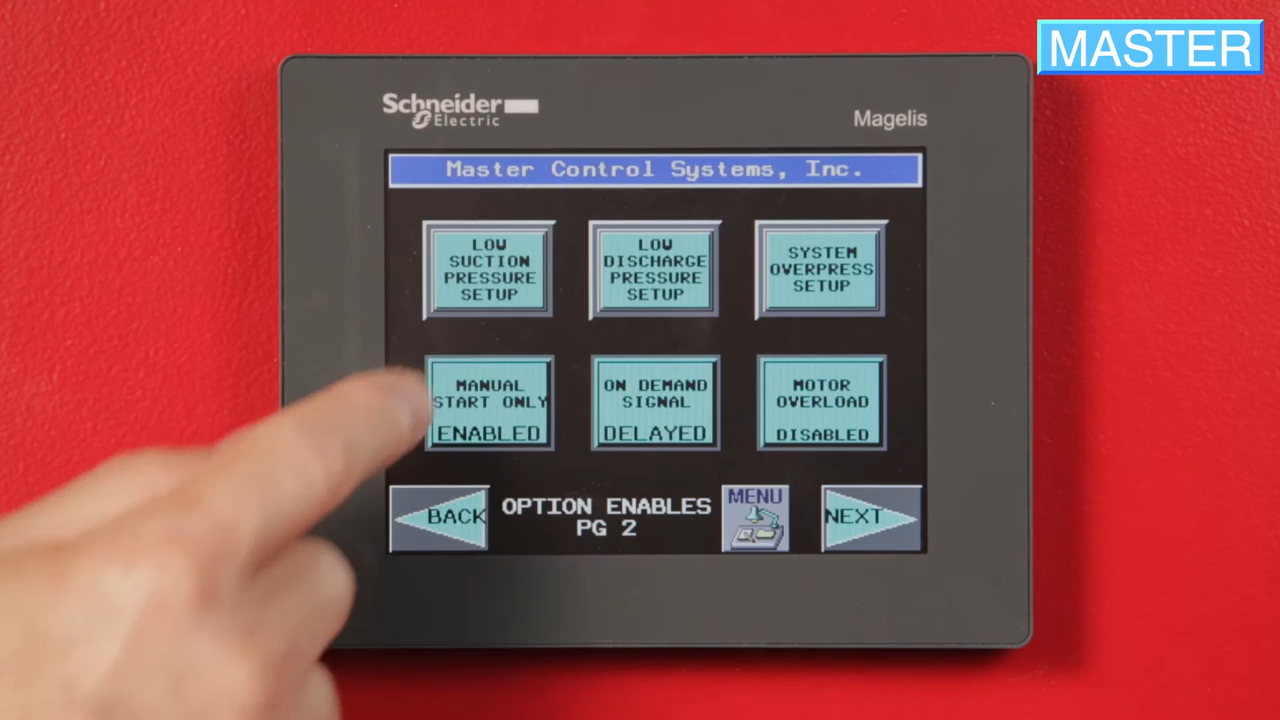 MASTER
Schneider
Electric
Magelis
Master Control Systems, Inc.
LOW
SUCTION
PRESSURE
SETUP
LOW
DISCHARGE
PRESSURE
SETUP
SYSTEM
OVERPRESS
SETUP
MANUAL
START ONLY
ENABLED
ON DEMAND
SIGNAL
DELAYED
MOTOR
OVERLOAD
DISABLED
BACK
OPTION ENABLES
PG 2
MENU
NEXT